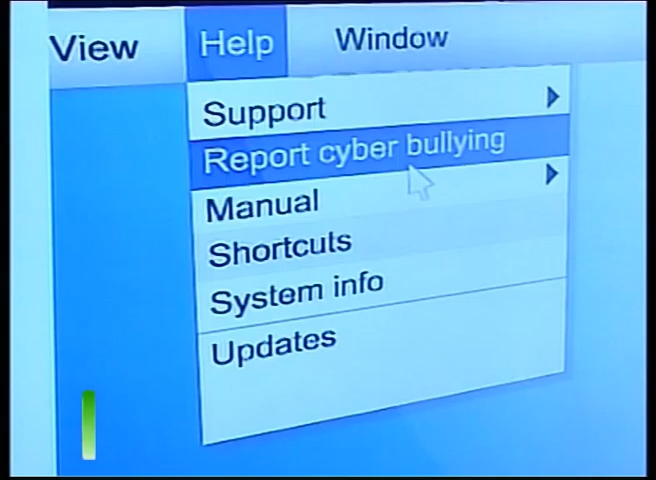 View Help Window
Support
Report cyber bullying
Manual
Shortcuts
System info
Updates